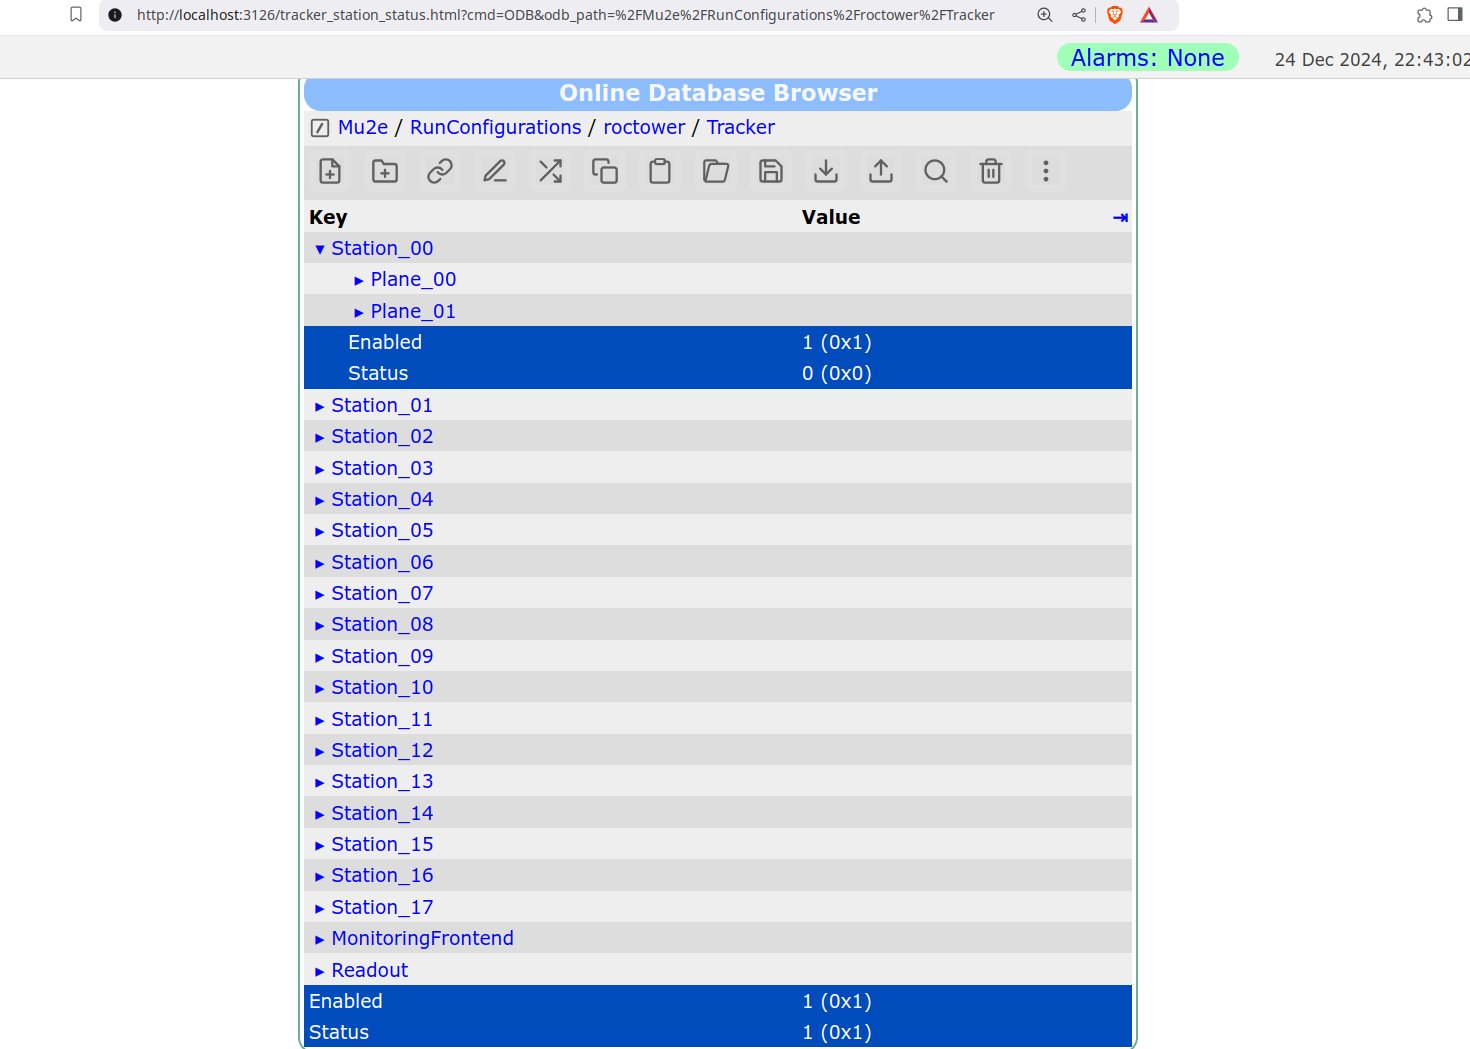 http://localhost:3126/tracker_station_status.html?cmd=ODB&odb_path=%2FMu2e%2FRunConfigurations%2Froctower%2FTracker
Alarms: None 24 Dec 2024, 22:43:02
Online Database Browser
Mu2e / RunConfigurations / roctower / Tracker
Key Value
Station_00
Plane_00
Plane_01
Enabled 1 (0x1)
Status 0 (0x0)
Station_01
Station_02
Station_03
Station_04
Station_05
Station_06
Station_07
Station_08
Station_09
Station_10
Station_11
Station_12
Station_13
Station_14
Station_15
Station_16
Station_17
MonitoringFrontend
Readout
Enabled 1 (0x1)
Status 1 (0x1)